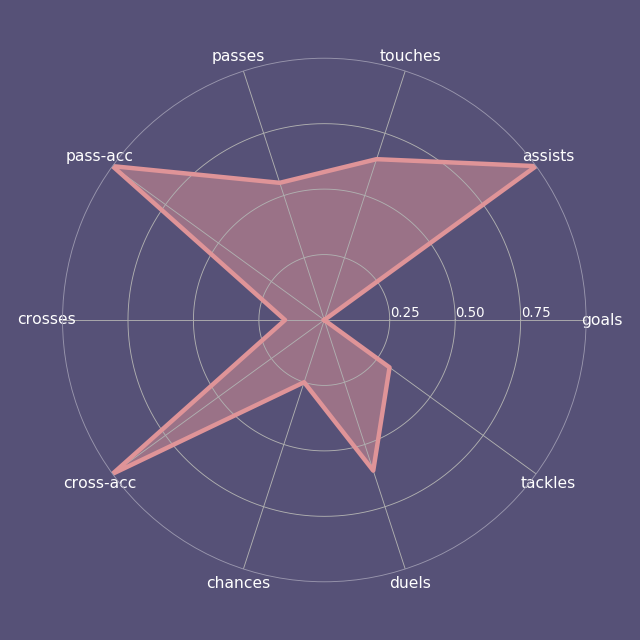 passes
touches
pass-acc
assists
crosses
0.25
0.50
0.75
goals
cross-acc
tackles
chances
duels